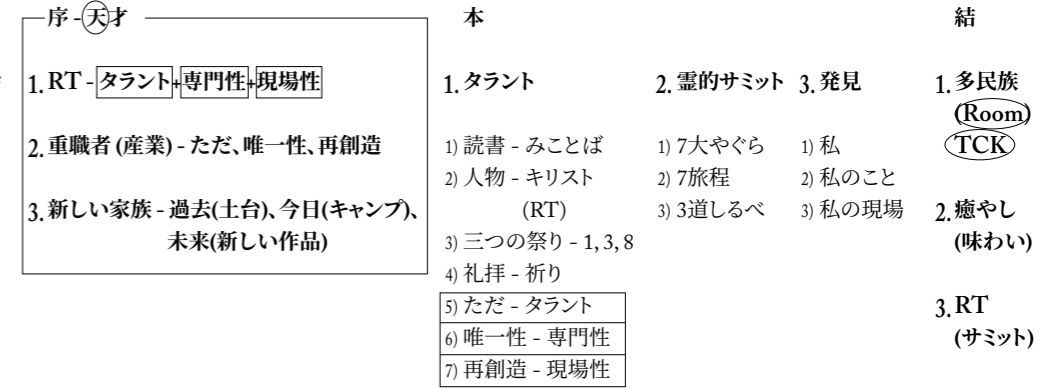 序 - 天才
1. RT - タラント+専門性+現場性
2. 重職者 (産業) - ただ、唯一性、再創造
3. 新しい家族 - 過去(土台)、今日(キャンプ)、
未来(新しい作品)
本
1. タラント
1) 読書 - みことば
2) 人物 - キリスト
(RT)
3) 三つの祭り - 1, 3, 8
4) 礼拝 - 祈り
5) ただ - タラント
6) 唯一性 - 専門性
7) 再創造 - 現場性
2. 霊的サミット
1) 7大やぐら
2) 7旅程
3) 3道しるべ
3. 発見
1) 私
2) 私のこと
3) 私の現場
結
1. 多民族
(Room)
TCK
2. 癒やし
(味わい)
3. RT
(サミット)